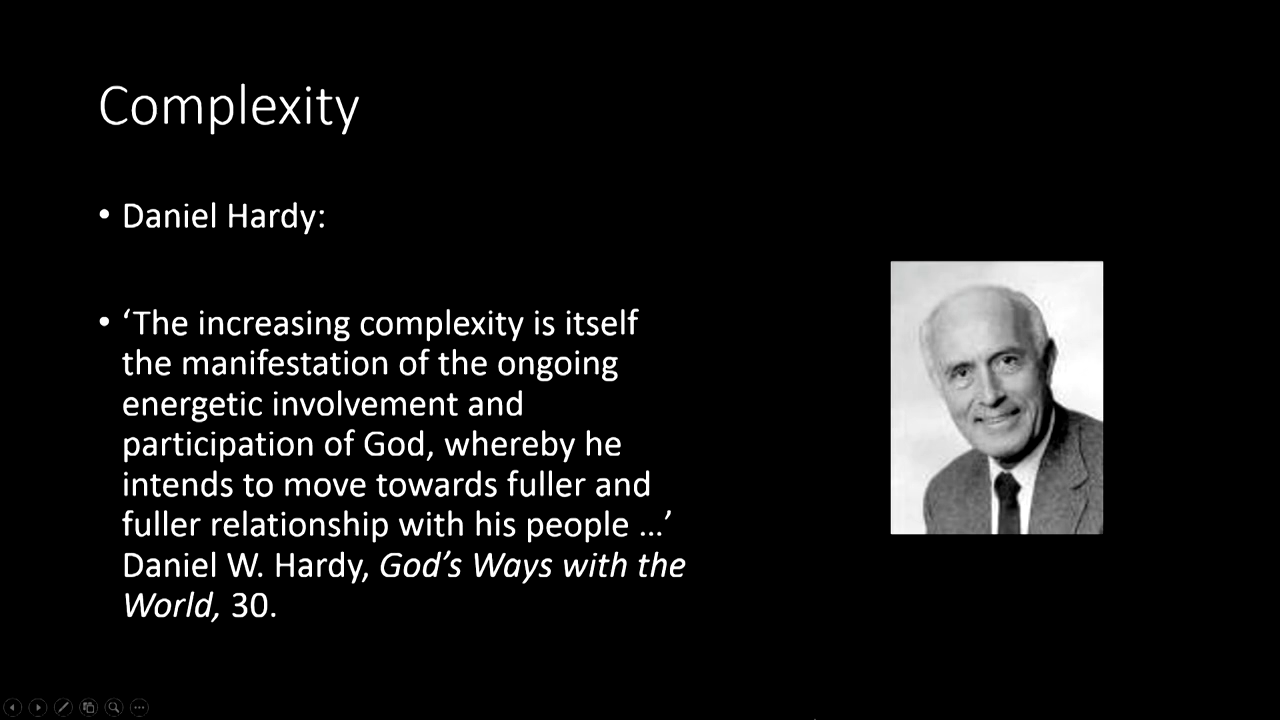 Complexity
• Daniel Hardy:
• ‘The increasing complexity is itself
the manifestation of the ongoing
energetic involvement and
participation of God, whereby he
intends to move towards fuller and
fuller relationship with his people …’
Daniel W. Hardy, God’s Ways with the
World, 30.